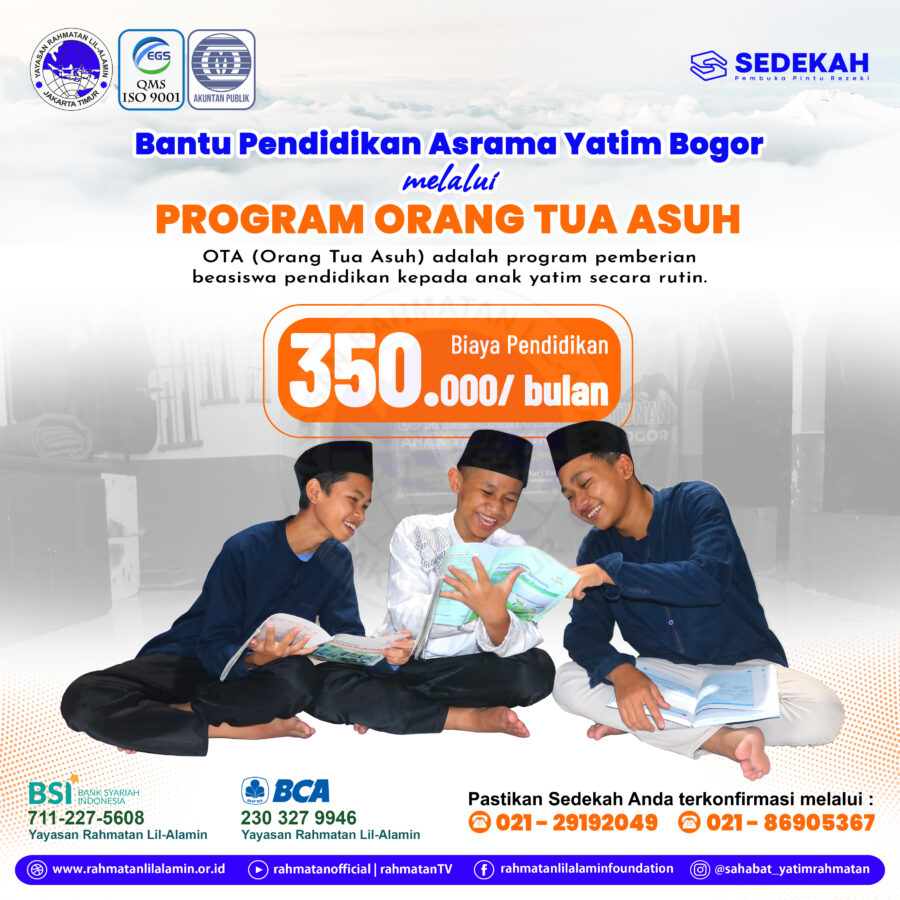 YAYASAN RAHMATAN LIL-ALAMIN
JAKARTA TIMUR
EGS
QMS
ISO 9001
AKUNTAN PUBLIK
SEDEKAH
Pembuka Pintu Rezeki
Bantu Pendidikan Asrama Yatim Bogor
melalui
PROGRAM ORANG TUA ASUH
OTA (Orang Tua Asuh) adalah program pemberian
beasiswa pendidikan kepada anak yatim secara rutin.
Biaya Pendidikan
350.000/ bulan
BSI BANK SYARIAH
INDONESIA
711-227-5608
Yayasan Rahmatan Lil-Alamin
BCA
230 327 9946
Yayasan Rahmatan Lil-Alamin
Pastikan Sedekah Anda terkonfirmasi melalui :
021 – 29192049 021 – 86905367
www.rahmatanlilalamin.or.id rahmatanofficial | rahmatanTV rahmatanlilalaminfoundation @sahabat_yatimrahmatan